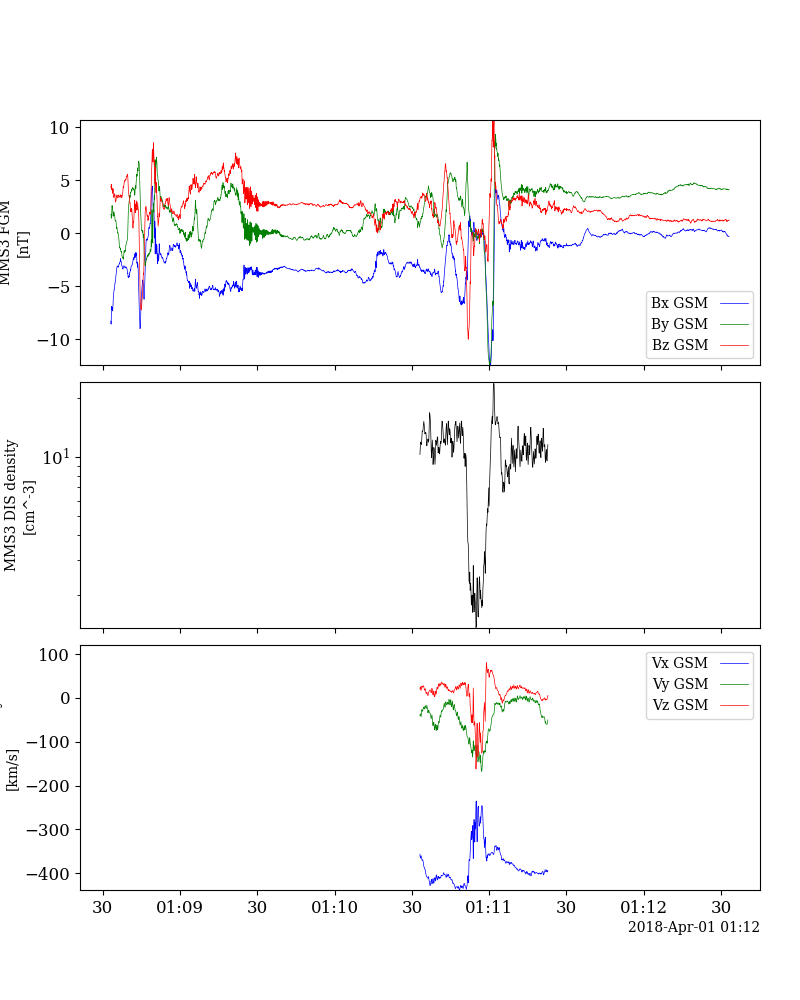 10
5
0
−5
−10
MMS3 FGM
[nT]
Bx GSM
By GSM
Bz GSM
10^1
MMS3 DIS density
[cm^-3]
100
0
−100
−200
−300
−400
[km/s]
Vx GSM
Vy GSM
Vz GSM
30 01:09 30 01:10 30 01:11 30 01:12 30
2018-Apr-01 01:12